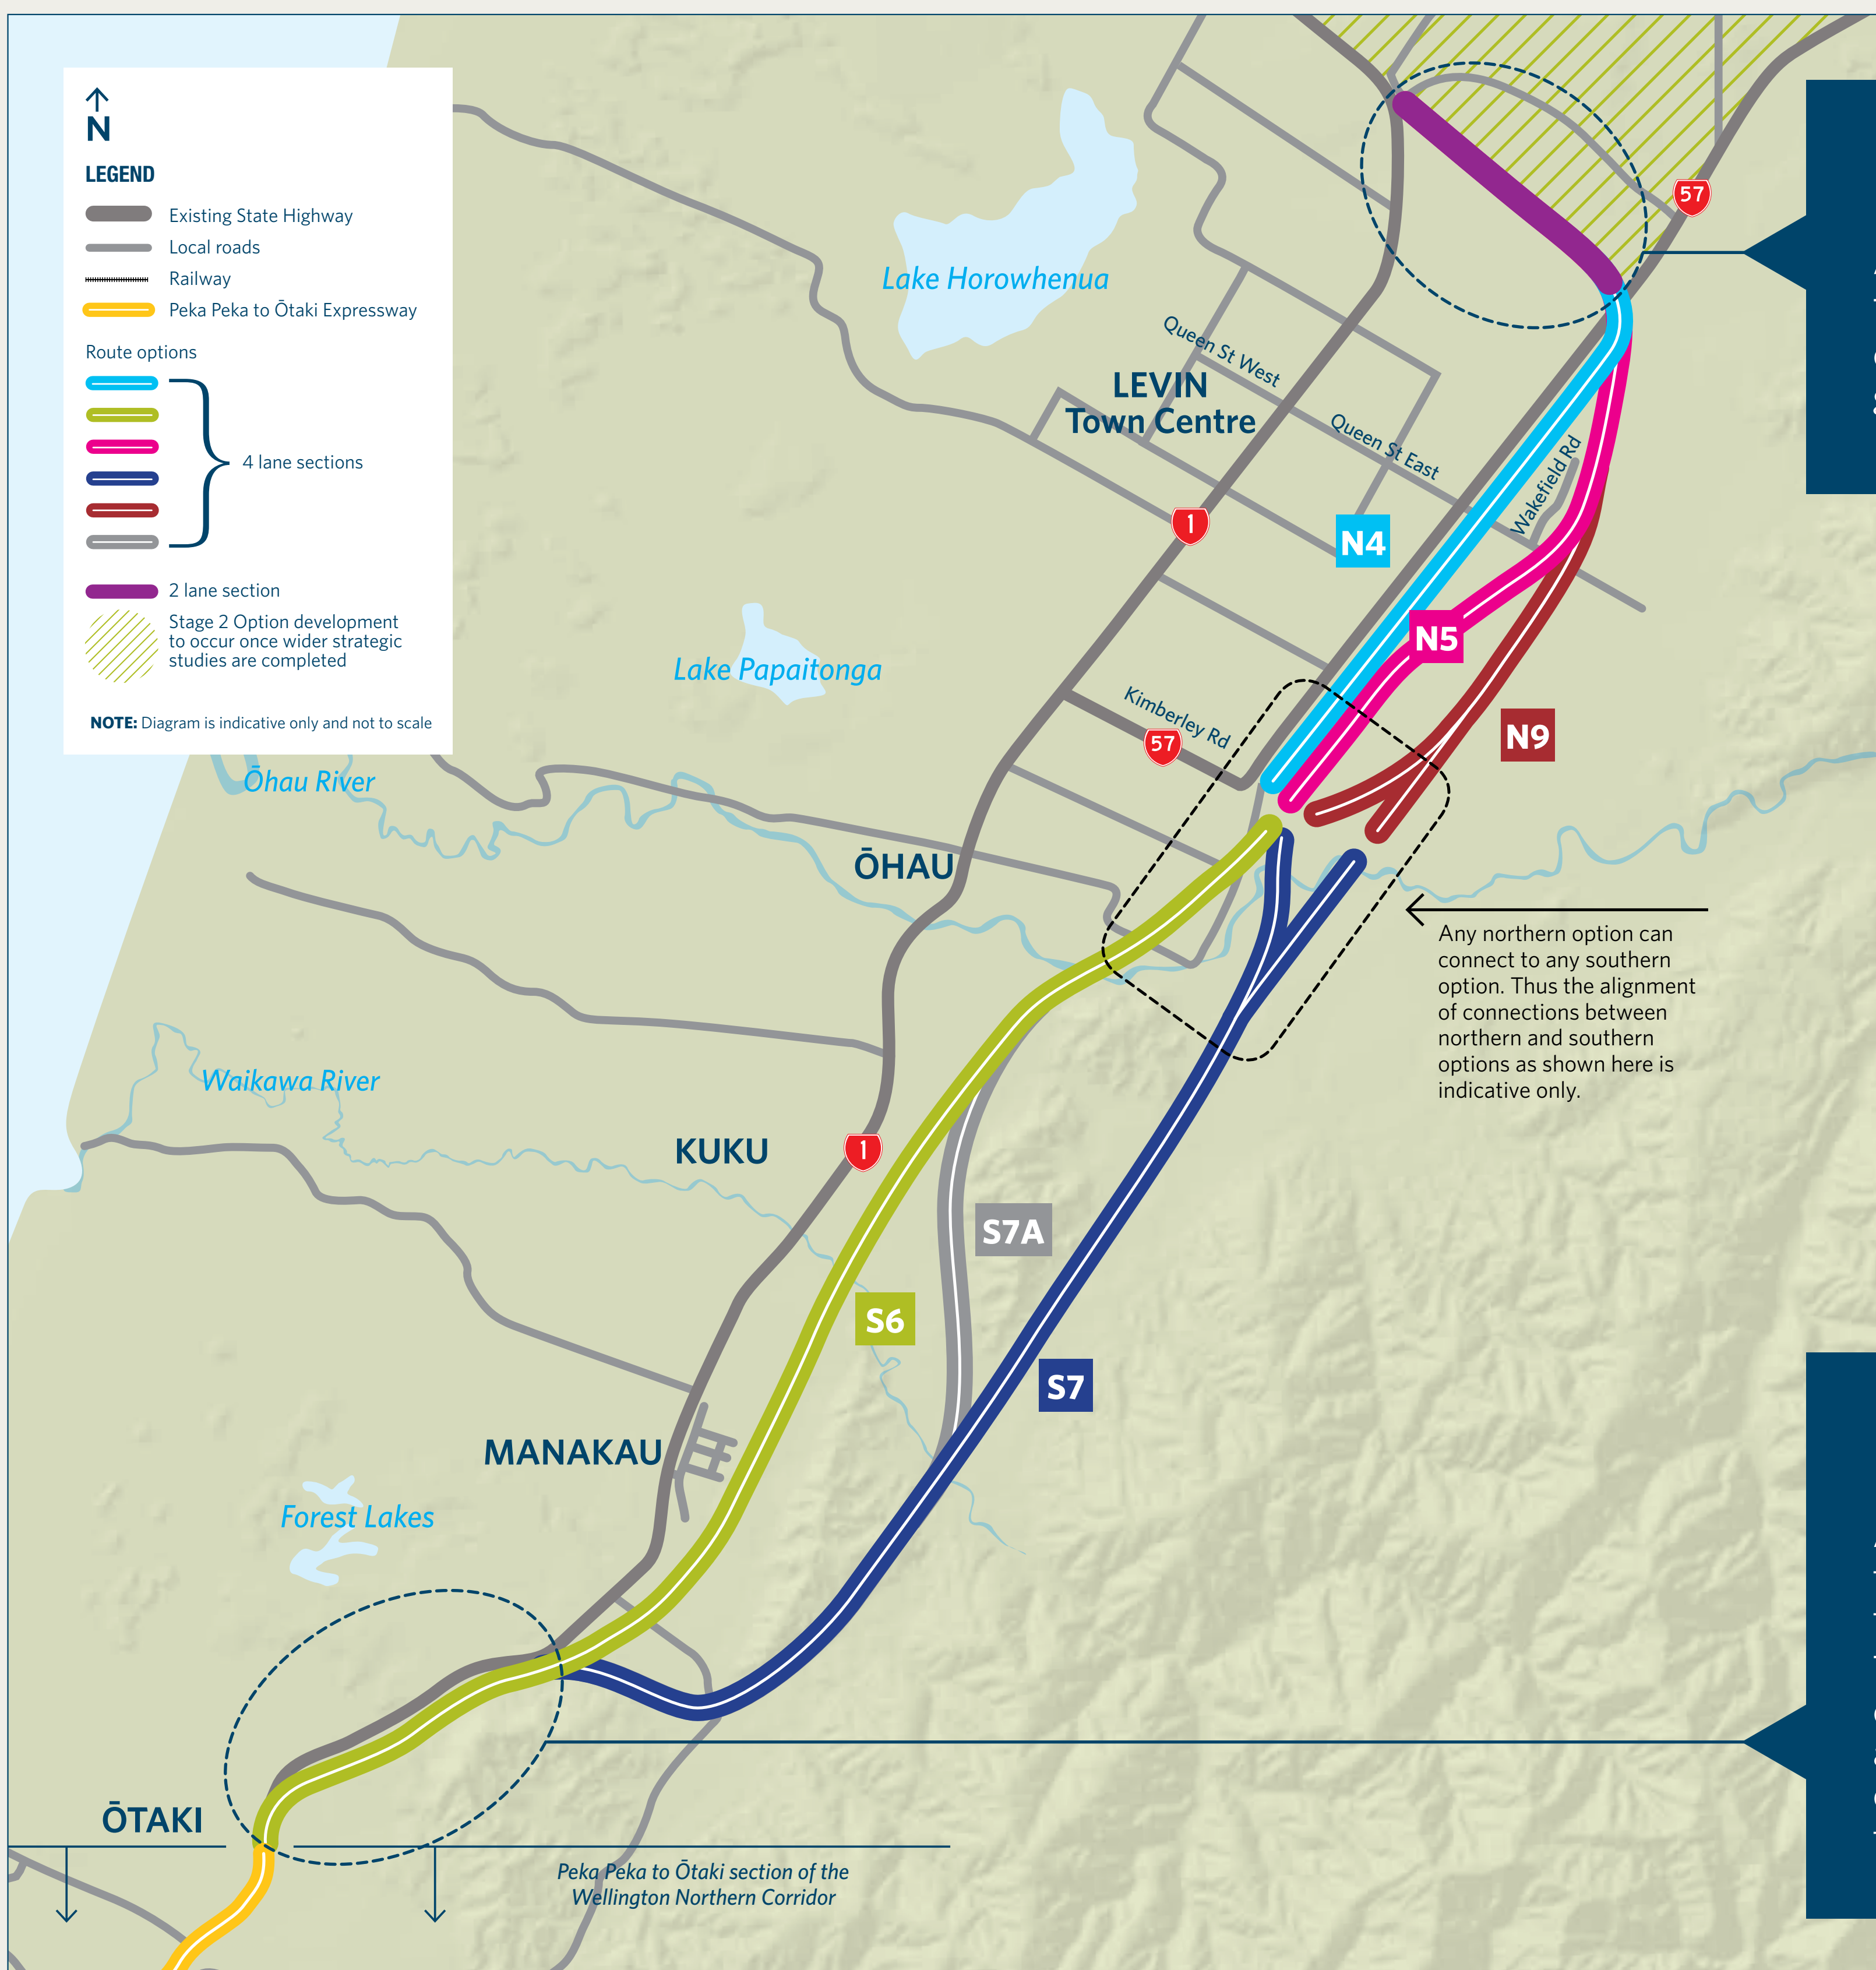 N
LEGEND
Existing State Highway
Local roads
Railway
Peka Peka to Ōtaki Expressway
Route options
4 lane sections
2 lane section
Stage 2 Option development
to occur once wider strategic
studies are completed
NOTE: Diagram is indicative only and not to scale
57
Lake Horowhenua
Queen St West
LEVIN
Town Centre
Queen St East
Wakefield Rd
1
N4
N5
Lake Papaitonga
Kimberley Rd
57
N9
Ōhau River
ŌHAU
Any northern option can
connect to any southern
option. Thus the alignment
of connections between
northern and southern
options as shown here is
indicative only.
Waikawa River
KUKU
1
S7A
S6
S7
MANAKAU
Forest Lakes
ŌTAKI
Peka Peka to Ōtaki section of the
Wellington Northern Corridor